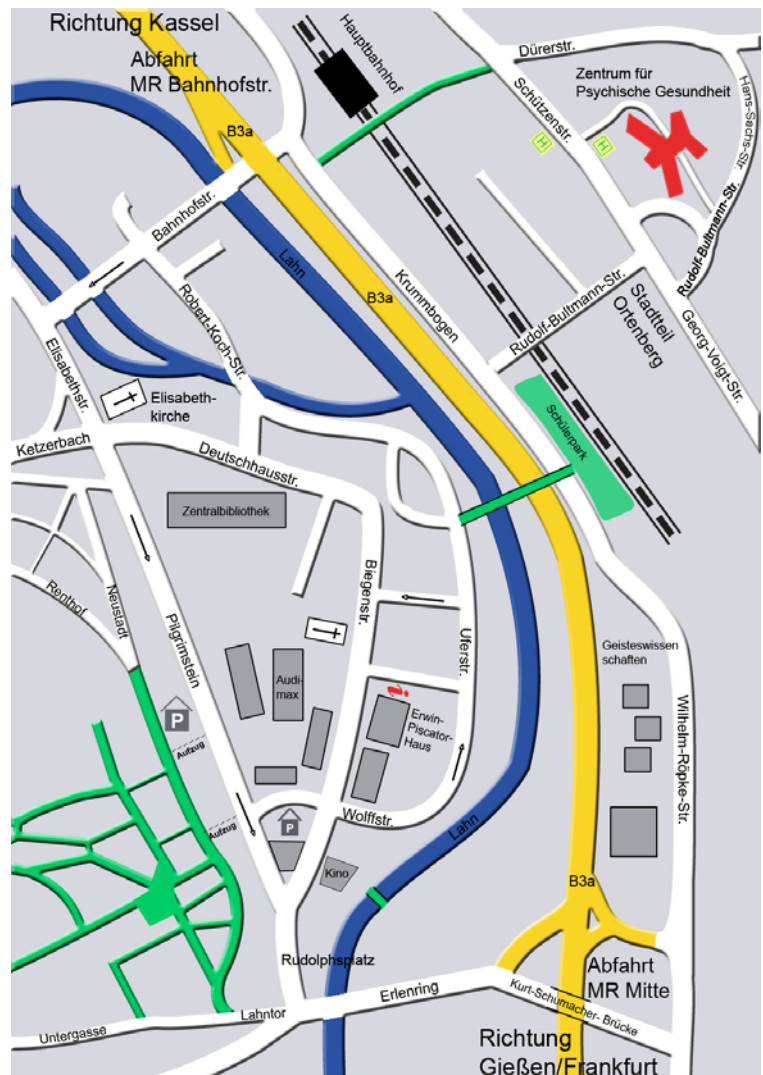 Richtung Kassel
Abfahrt
MR Bahnhofstr.
Hauptbahnhof
Dürerstr.
Schützenstr.
Zentrum für
Psychische Gesundheit
Hans-Sachs-Str.
B3a
H
H
Bahnhofstr.
Lahn
B3a
Krummbogen
Rudolf-Bultmann-Str.
Rudolf-Bultmann-Str.
Stadtteil
Ortenberg
Georg-Voigt-Str.
Robert-Koch-Str.
Elisabethstr.
Elisabeth-
kirche
Schülerpark
Ketzerbach
Deutschhausstr.
Zentralbibliothek
Renthof
Neustadt
Pilgrimstein
Biegenstr.
Uferstr.
Geisteswissen
schaften
Audi-
max
i
Erwin-
Piscator-
Haus
P
Aufzug
Wilhelm-Röpke-Str.
Aufzug
P
Wolffstr.
Lahn
Kino
B3a
Rudolphsplatz
Abfahrt
MR Mitte
Erlenring
Kurt-Schumacher- Brücke
Lahntor
Untergasse
Richtung
Gießen/Frankfurt